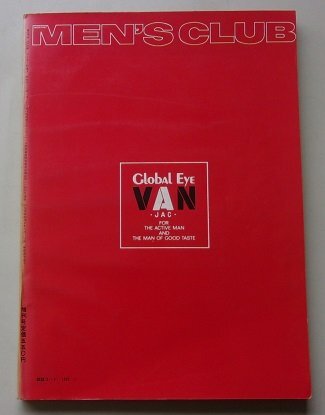 MEN'S CLUB
Global Eye
VAN
·JAC·
FOR
THE ACTIVE MAN
AND
THE MAN OF GOOD TASTE